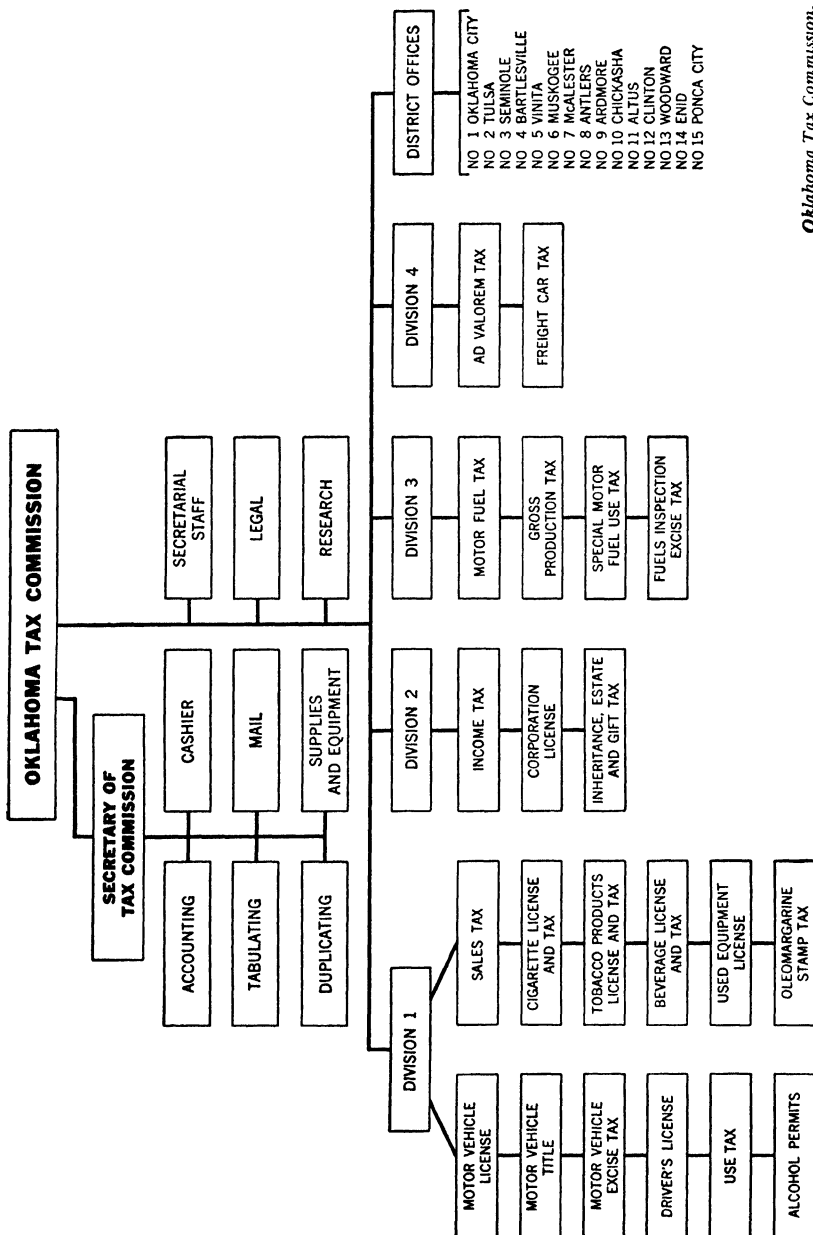 OKLAHOMA TAX COMMISSION
SECRETARY OF
TAX COMMISSION
ACCOUNTING
CASHIER
SECRETARIAL
STAFF
TABULATING
MAIL
LEGAL
DUPLICATING
SUPPLIES
AND EQUIPMENT
RESEARCH
DIVISION 1
MOTOR VEHICLE
LICENSE
MOTOR VEHICLE
TITLE
MOTOR VEHICLE
EXCISE TAX
DRIVER'S LICENSE
USE TAX
ALCOHOL PERMITS
SALES TAX
CIGARETTE LICENSE
AND TAX
TOBACCO PRODUCTS
LICENSE AND TAX
BEVERAGE LICENSE
AND TAX
USED EQUIPMENT
LICENSE
OLEOMARGARINE
STAMP TAX
DIVISION 2
INCOME TAX
CORPORATION
LICENSE
INHERITANCE, ESTATE
AND GIFT TAX
DIVISION 3
MOTOR FUEL TAX
GROSS
PRODUCTION TAX
SPECIAL MOTOR
FUEL USE TAX
FUELS INSPECTION
EXCISE TAX
DIVISION 4
AD VALOREM TAX
FREIGHT CAR TAX
DISTRICT OFFICES
NO 1 OKLAHOMA CITY
NO 2 TULSA
NO 3 SEMINOLE
NO 4 BARTLESVILLE
NO 5 VINITA
NO 6 MUSKOGEE
NO 7 McALESTER
NO 8 ANTLERS
NO 9 ARDMORE
NO 10 CHICKASHA
NO 11 ALTUS
NO 12 CLINTON
NO 13 WOODWARD
NO 14 ENID
NO 15 PONCA CITY
Oklahoma Tax Commission.